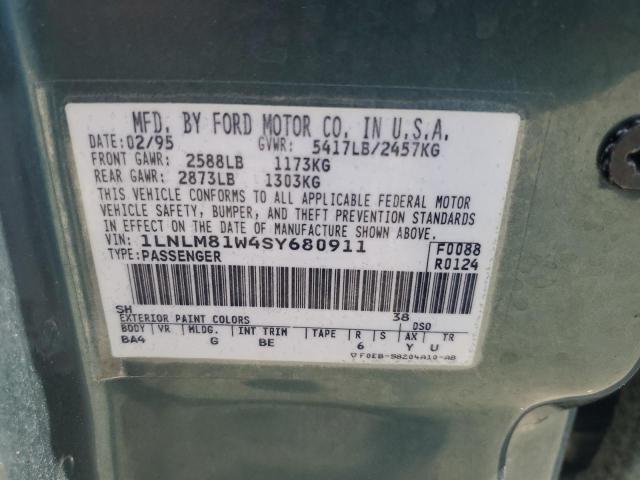 MFD. BY FORD MOTOR CO. IN U.S.A.
DATE: 02/95 GVWR: 5417LB/2457KG
FRONT GAWR: 2588LB 1173KG
REAR GAWR: 2873LB 1303KG
THIS VEHICLE CONFORMS TO ALL APPLICABLE FEDERAL MOTOR
VEHICLE SAFETY, BUMPER, AND THEFT PREVENTION STANDARDS
IN EFFECT ON THE DATE OF MANUFACTURE SHOWN ABOVE.
VIN: 1LNLM81W4SY680911 F0088
TYPE: PASSENGER R0124
SH 38
EXTERIOR PAINT COLORS DSO
BODY VR MLDG. INT TRIM TAPE R S AX TR
BA4 G BE 6 Y U
F0EB-58204A10-AB